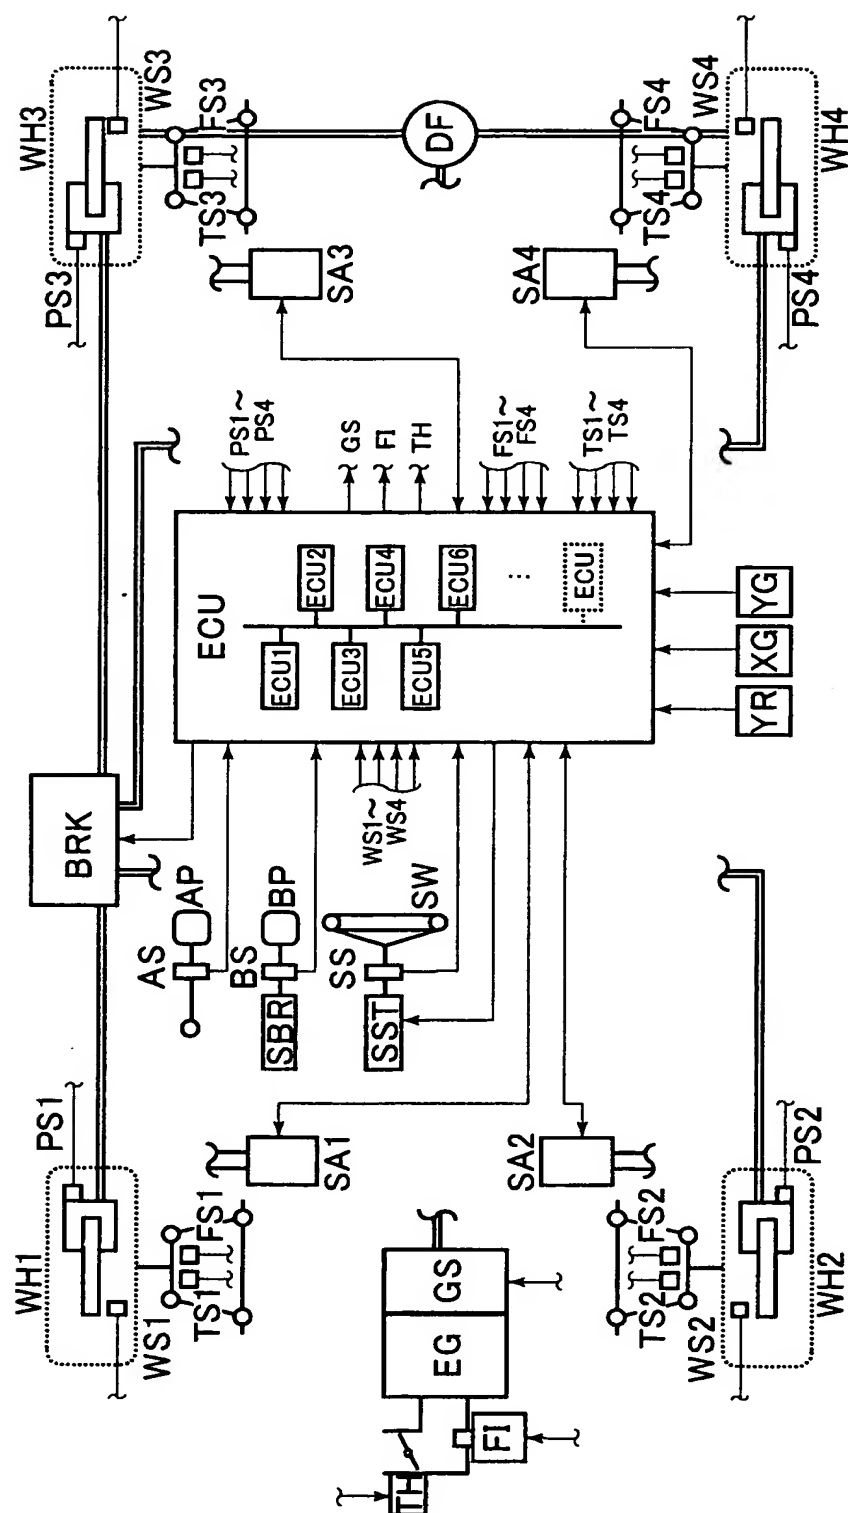 WH3
WS3
FS3
TS3
PS3
DF
WH4
WS4
FS4
TS4
PS4
SA3
SA4
PS1~
PS4
GS
FI
TH
FS1~
FS4
TS1~
TS4
ECU
ECU1
ECU2
ECU3
ECU4
ECU5
ECU6
...
ECU
YR
XG
YG
BRK
AS
AP
BS
BP
SBR
SS
SW
SST
WS1~
WS4
SA1
SA2
PS1
WH1
WS1
FS1
TS1
PS2
WH2
WS2
FS2
TS2
EG
GS
FI
TH